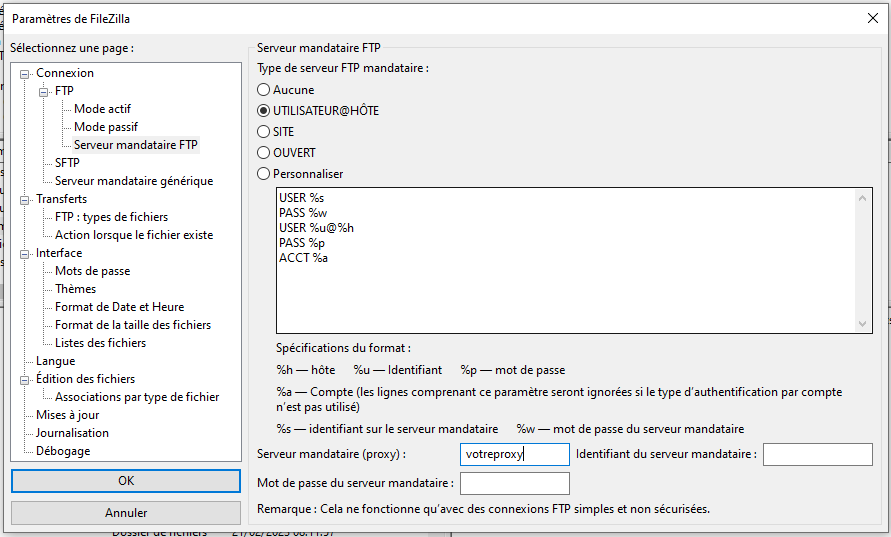 Paramètres de FileZilla
Sélectionnez une page :
Connexion
FTP
Mode actif
Mode passif
Serveur mandataire FTP
SFTP
Serveur mandataire générique
Transferts
FTP : types de fichiers
Action lorsque le fichier existe
Interface
Mots de passe
Thèmes
Format de Date et Heure
Format de la taille des fichiers
Listes des fichiers
Langue
Édition des fichiers
Associations par type de fichier
Mises à jour
Journalisation
Débogage
OK
Annuler
Serveur mandataire FTP
Type de serveur FTP mandataire :
Aucune
UTILISATEUR@HÔTE
SITE
OUVERT
Personnaliser
USER %s
PASS %w
USER %u@%h
PASS %p
ACCT %a
Spécifications du format :
%h — hôte %u — Identifiant %p — mot de passe
%a — Compte (les lignes comprenant ce paramètre seront ignorées si le type d’authentification par compte
n’est pas utilisé)
%s — identifiant sur le serveur mandataire %w — mot de passe du serveur mandataire
Serveur mandataire (proxy) : votreproxy Identifiant du serveur mandataire :
Mot de passe du serveur mandataire :
Remarque : Cela ne fonctionne qu’avec des connexions FTP simples et non sécurisées.
Dossier de fichiers